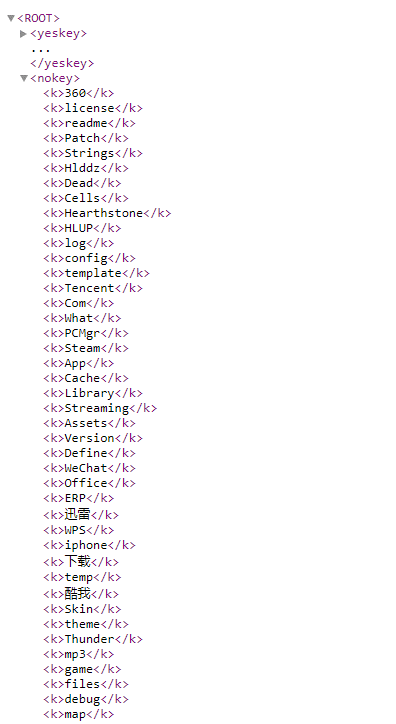 <ROOT>
<yeskey>
...
</yeskey>
<nokey>
<k>360</k>
<k>license</k>
<k>readme</k>
<k>Patch</k>
<k>Strings</k>
<k>Hlddz</k>
<k>Dead</k>
<k>Cells</k>
<k>Hearthstone</k>
<k>HLUP</k>
<k>log</k>
<k>config</k>
<k>template</k>
<k>Tencent</k>
<k>Com</k>
<k>What</k>
<k>PCMgr</k>
<k>Steam</k>
<k>App</k>
<k>Cache</k>
<k>Library</k>
<k>Streaming</k>
<k>Assets</k>
<k>Version</k>
<k>Define</k>
<k>WeChat</k>
<k>Office</k>
<k>ERP</k>
<k>迅雷</k>
<k>WPS</k>
<k>iphone</k>
<k>下载</k>
<k>temp</k>
<k>酷我</k>
<k>Skin</k>
<k>theme</k>
<k>Thunder</k>
<k>mp3</k>
<k>game</k>
<k>files</k>
<k>debug</k>
<k>map</k>